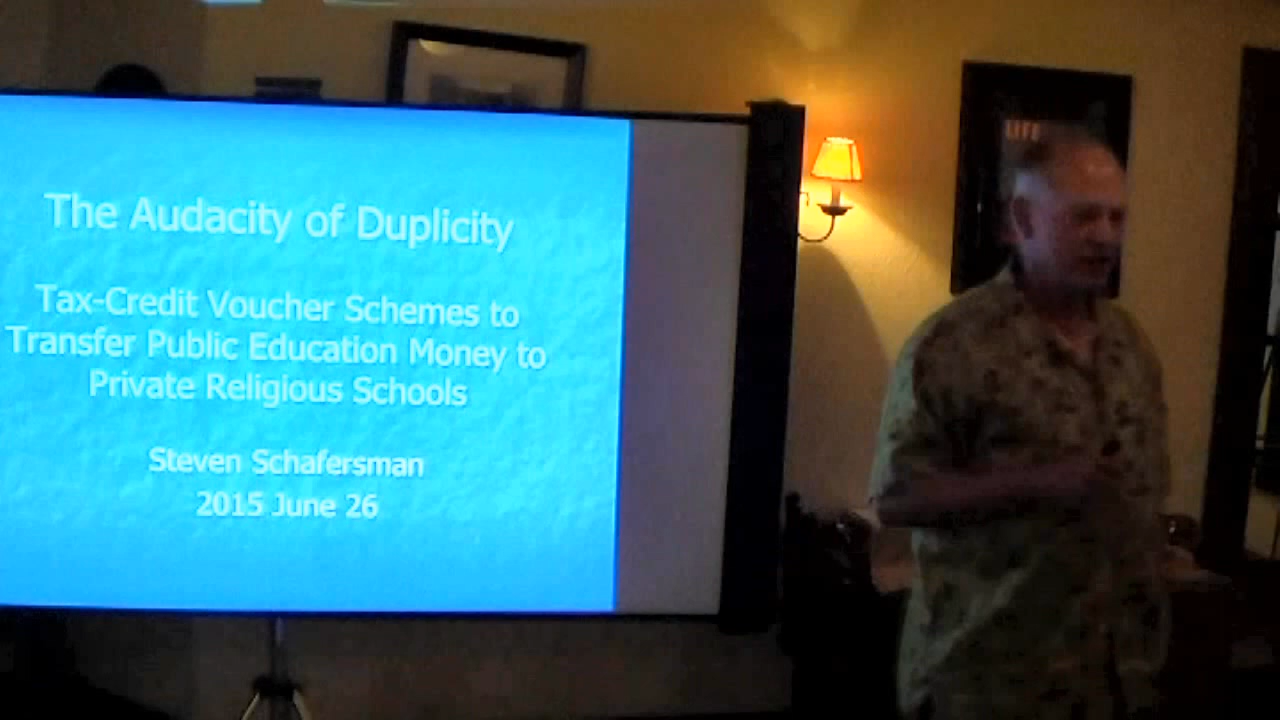 The Audacity of Duplicity
Tax-Credit Voucher Schemes to
Transfer Public Education Money to
Private Religious Schools
Steven Schafersman
2015 June 26
LIFE